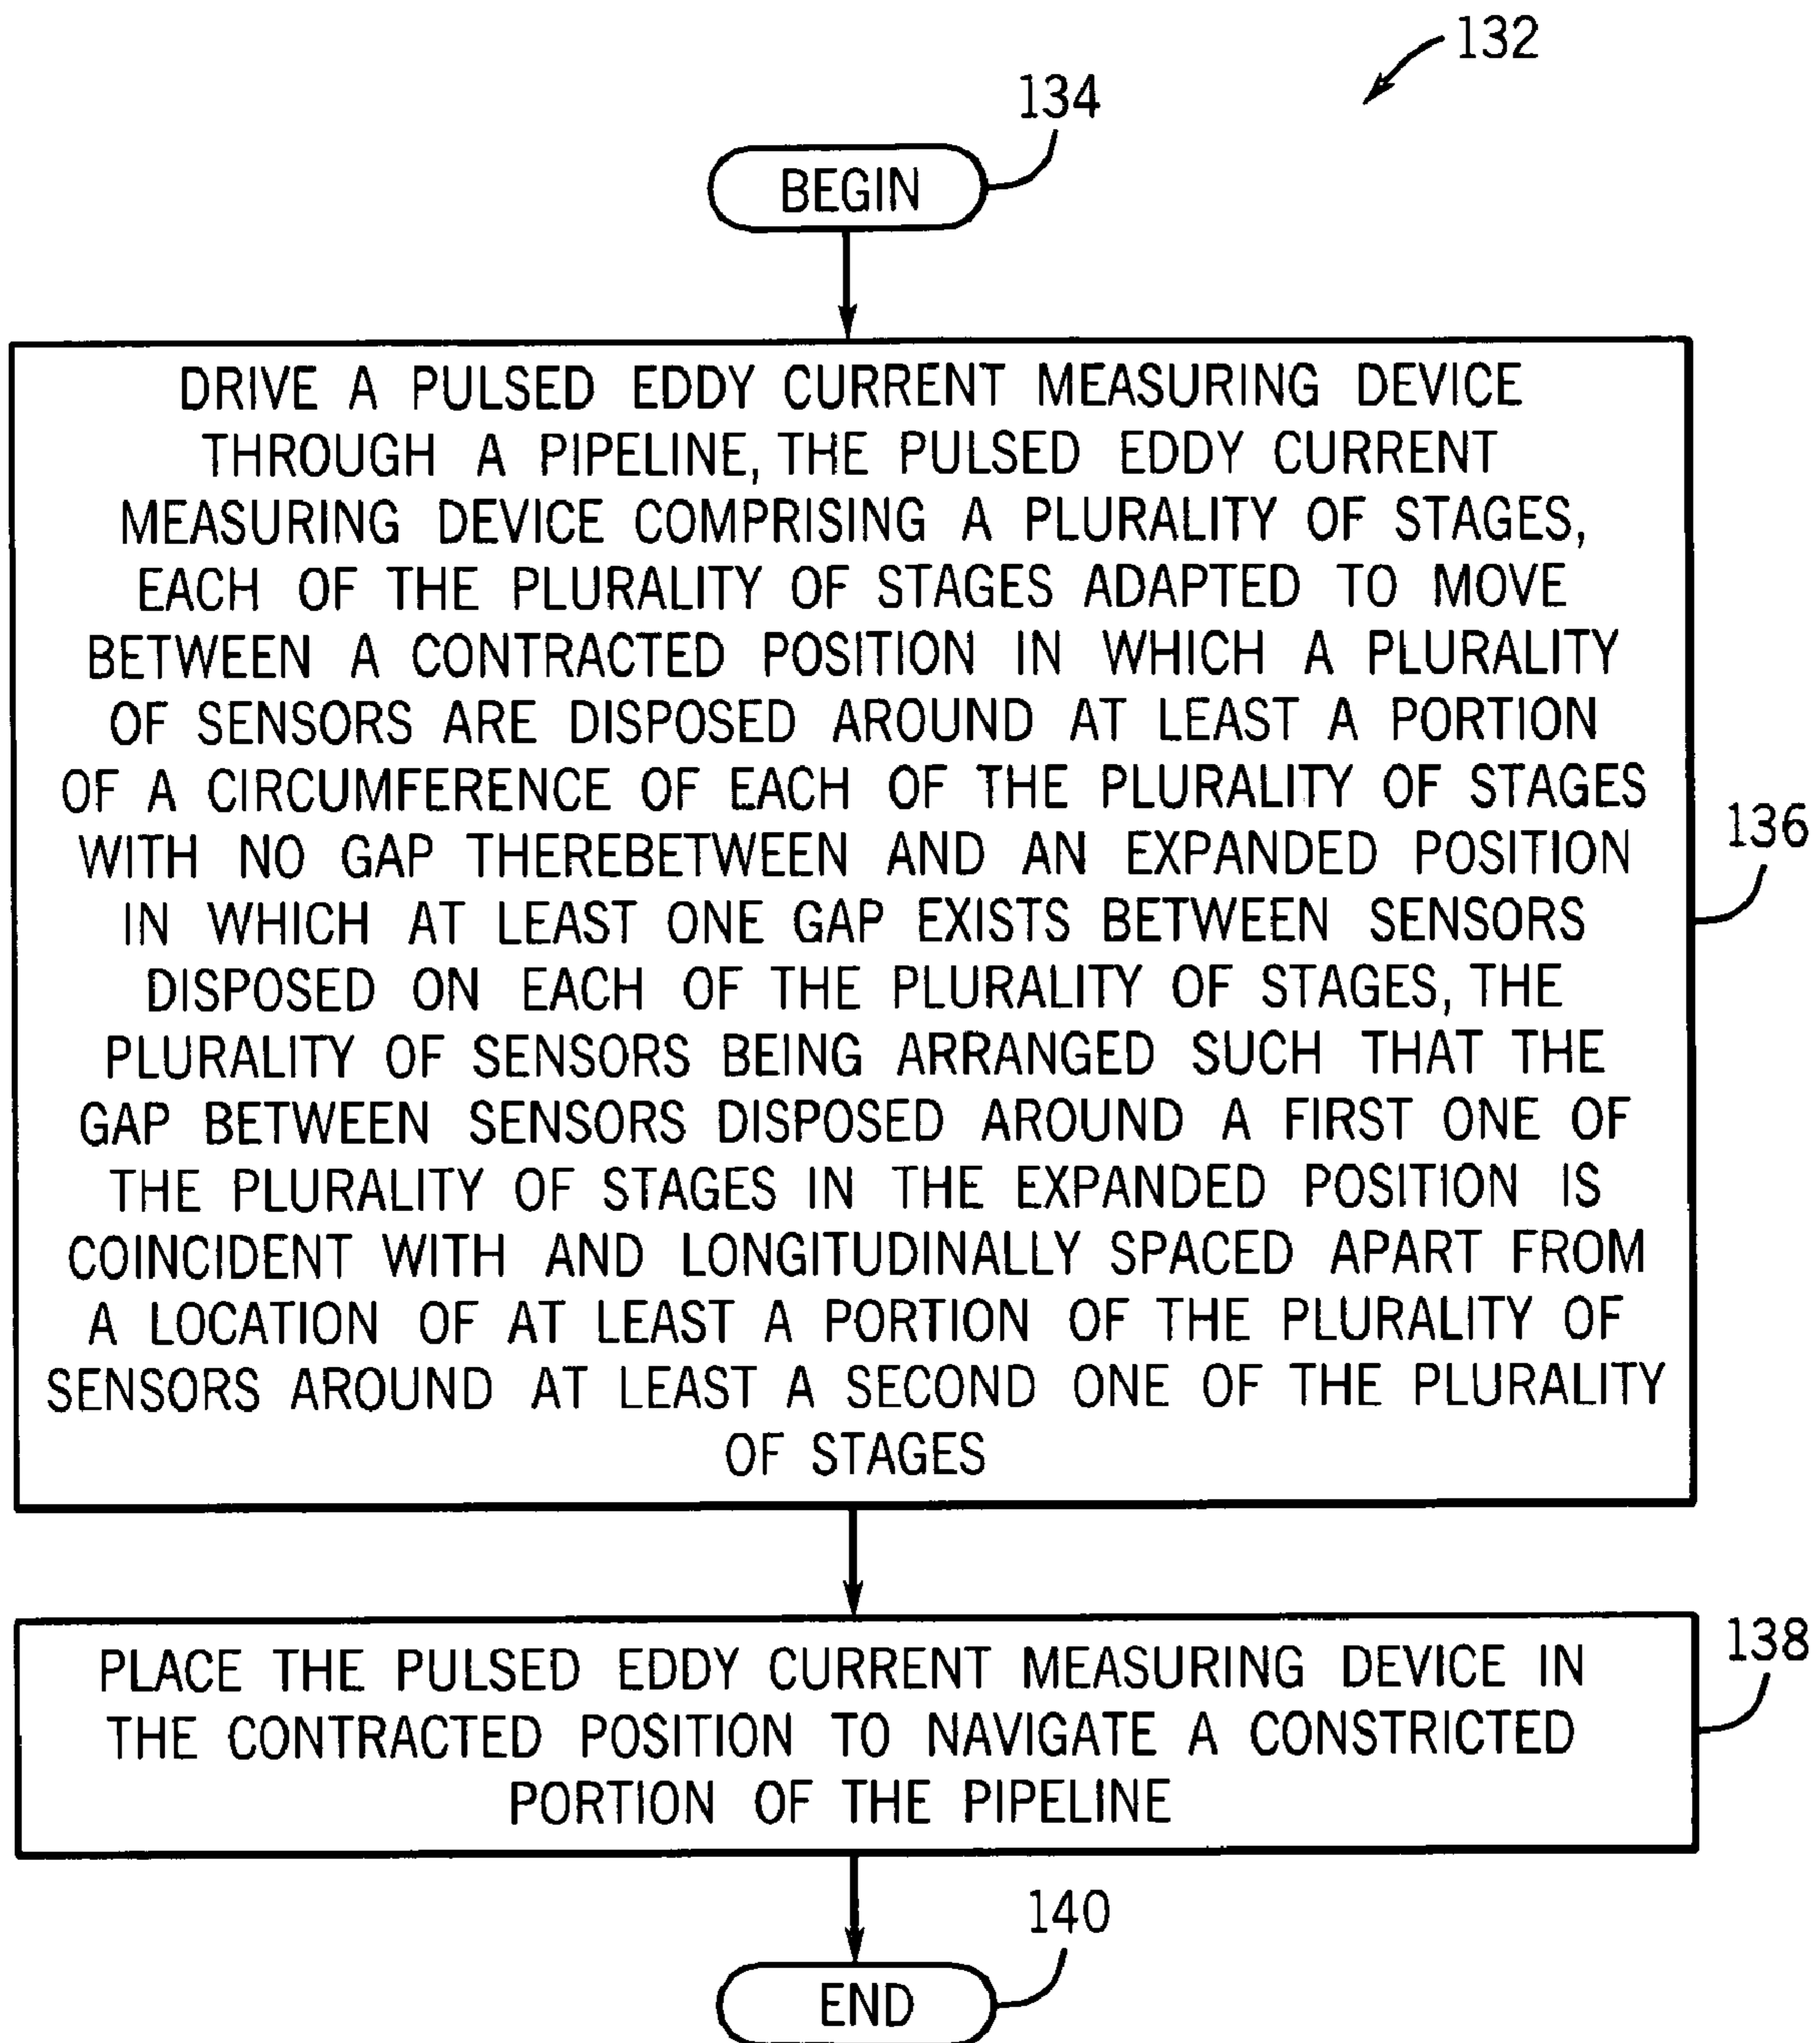 132
134
BEGIN
DRIVE A PULSED EDDY CURRENT MEASURING DEVICE
THROUGH A PIPELINE, THE PULSED EDDY CURRENT
MEASURING DEVICE COMPRISING A PLURALITY OF STAGES,
EACH OF THE PLURALITY OF STAGES ADAPTED TO MOVE
BETWEEN A CONTRACTED POSITION IN WHICH A PLURALITY
OF SENSORS ARE DISPOSED AROUND AT LEAST A PORTION
OF A CIRCUMFERENCE OF EACH OF THE PLURALITY OF STAGES
WITH NO GAP THEREBETWEEN AND AN EXPANDED POSITION
IN WHICH AT LEAST ONE GAP EXISTS BETWEEN SENSORS
DISPOSED ON EACH OF THE PLURALITY OF STAGES, THE
PLURALITY OF SENSORS BEING ARRANGED SUCH THAT THE
GAP BETWEEN SENSORS DISPOSED AROUND A FIRST ONE OF
THE PLURALITY OF STAGES IN THE EXPANDED POSITION IS
COINCIDENT WITH AND LONGITUDINALLY SPACED APART FROM
A LOCATION OF AT LEAST A PORTION OF THE PLURALITY OF
SENSORS AROUND AT LEAST A SECOND ONE OF THE PLURALITY
OF STAGES
136
PLACE THE PULSED EDDY CURRENT MEASURING DEVICE IN
THE CONTRACTED POSITION TO NAVIGATE A CONSTRICTED
PORTION OF THE PIPELINE
138
140
END